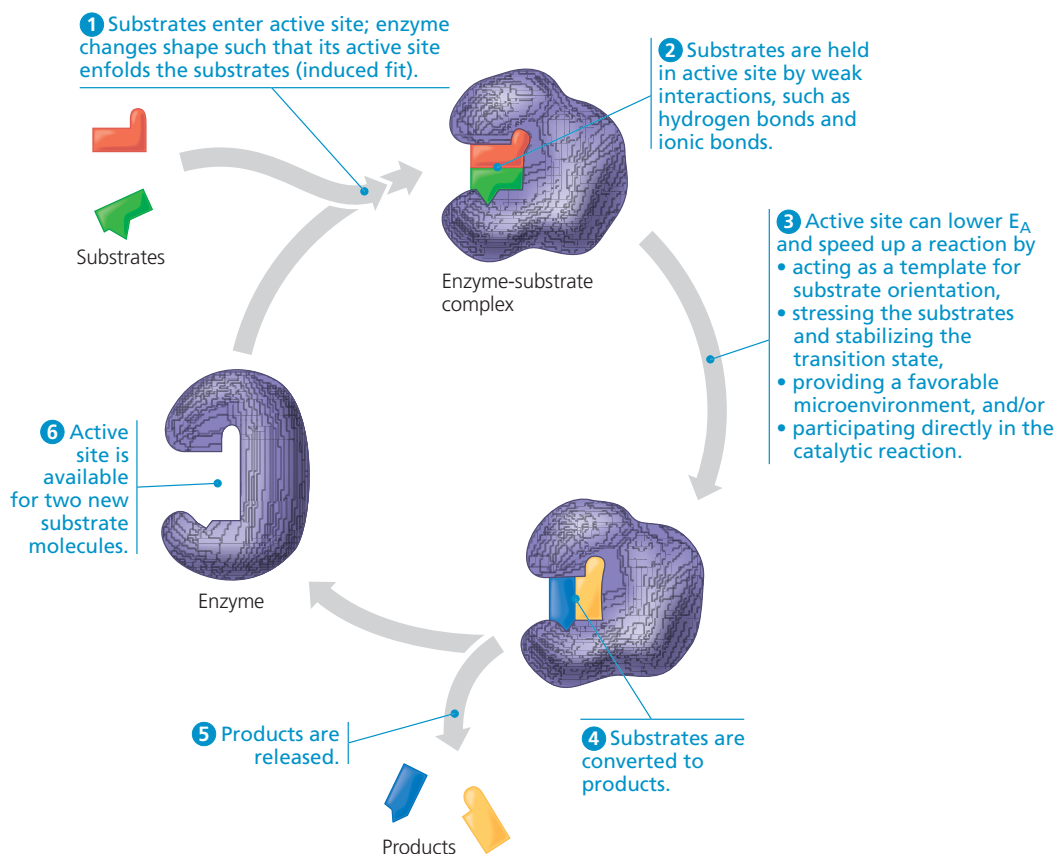 1 Substrates enter active site; enzyme
changes shape such that its active site
enfolds the substrates (induced fit).
2 Substrates are held
in active site by weak
interactions, such as
hydrogen bonds and
ionic bonds.
Substrates
Enzyme-substrate
complex
3 Active site can lower EA
and speed up a reaction by
• acting as a template for
substrate orientation,
• stressing the substrates
and stabilizing the
transition state,
• providing a favorable
microenvironment, and/or
• participating directly in the
catalytic reaction.
6 Active
site is
available
for two new
substrate
molecules.
Enzyme
5 Products are
released.
4 Substrates are
converted to
products.
Products